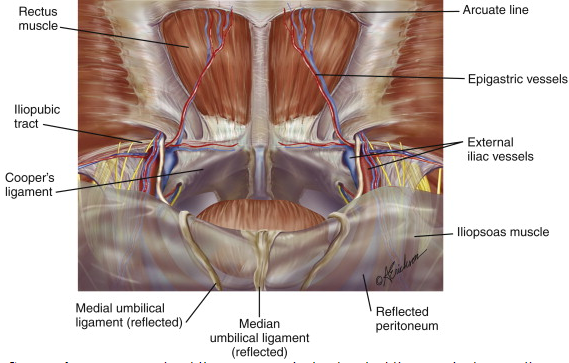 Rectus
muscle
Arcuate line
Epigastric vessels
Iliopubic
tract
External
iliac vessels
Cooper's
ligament
Iliopsoas muscle
©KErickson
Medial umbilical
ligament (reflected)
Median
umbilical ligament
(reflected)
Reflected
peritoneum